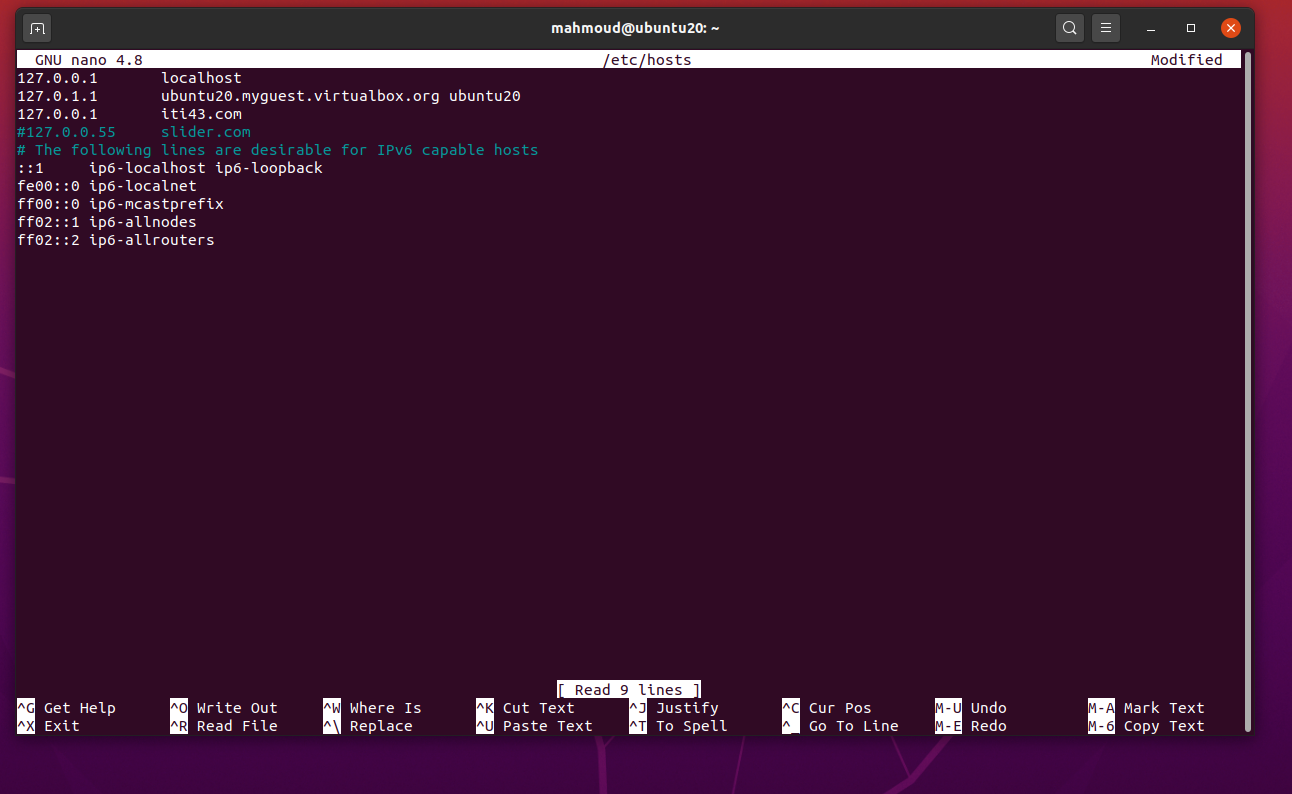 mahmoud@ubuntu20: ~
GNU nano 4.8 /etc/hosts Modified
127.0.0.1 localhost
127.0.1.1 ubuntu20.myguest.virtualbox.org ubuntu20
127.0.0.1 iti43.com
#127.0.0.55 slider.com
# The following lines are desirable for IPv6 capable hosts
::1 ip6-localhost ip6-loopback
fe00::0 ip6-localnet
ff00::0 ip6-mcastprefix
ff02::1 ip6-allnodes
ff02::2 ip6-allrouters
[ Read 9 lines ]
^G Get Help ^O Write Out ^W Where Is ^K Cut Text ^J Justify ^C Cur Pos M-U Undo M-A Mark Text
^X Exit ^R Read File ^\ Replace ^U Paste Text ^T To Spell ^_ Go To Line M-E Redo M-6 Copy Text